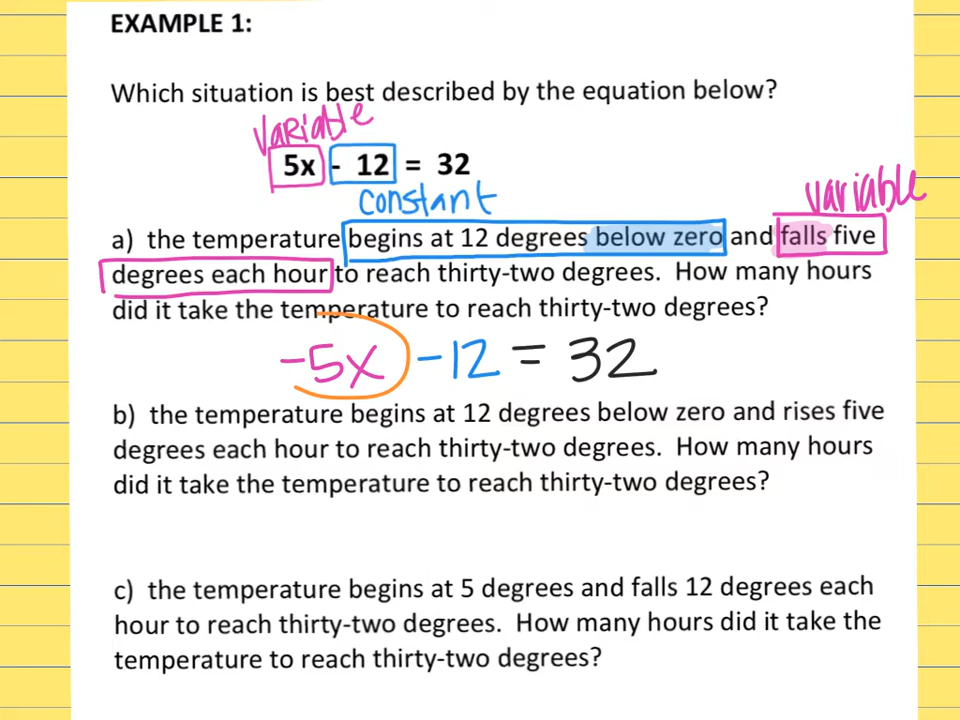 EXAMPLE 1:
Which situation is best described by the equation below?
variable
5x - 12 = 32
constant
variable
a) the temperature begins at 12 degrees below zero and falls five
degrees each hour to reach thirty-two degrees. How many hours
did it take the temperature to reach thirty-two degrees?
-5x -12 = 32
b) the temperature begins at 12 degrees below zero and rises five
degrees each hour to reach thirty-two degrees. How many hours
did it take the temperature to reach thirty-two degrees?
c) the temperature begins at 5 degrees and falls 12 degrees each
hour to reach thirty-two degrees. How many hours did it take the
temperature to reach thirty-two degrees?